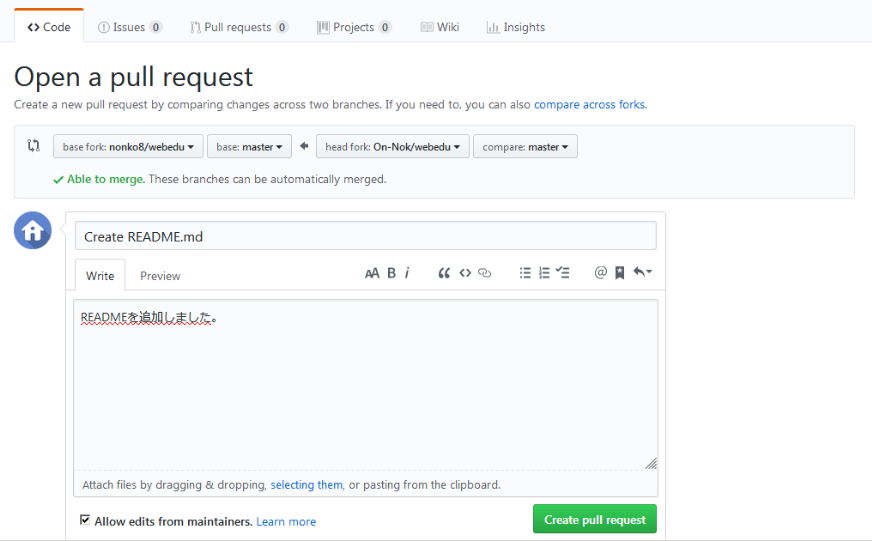 Code Issues 0 Pull requests 0 Projects 0 Wiki Insights
Open a pull request
Create a new pull request by comparing changes across two branches. If you need to, you can also compare across forks.
base fork: nonko8/webedu base: master head fork: On-Nok/webedu compare: master
Able to merge. These branches can be automatically merged.
Create README.md
Write Preview
AA B i
READMEを追加しました。
Attach files by dragging & dropping, selecting them, or pasting from the clipboard.
Allow edits from maintainers. Learn more
Create pull request